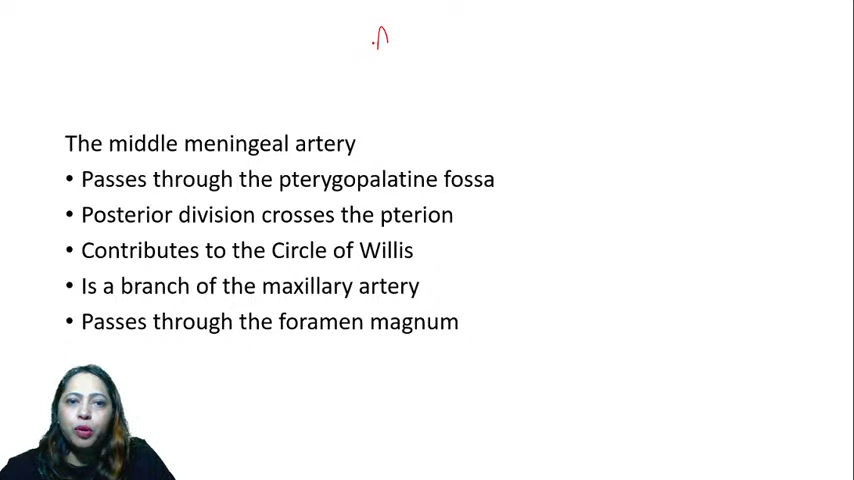 The middle meningeal artery
• Passes through the pterygopalatine fossa
• Posterior division crosses the pterion
• Contributes to the Circle of Willis
• Is a branch of the maxillary artery
• Passes through the foramen magnum